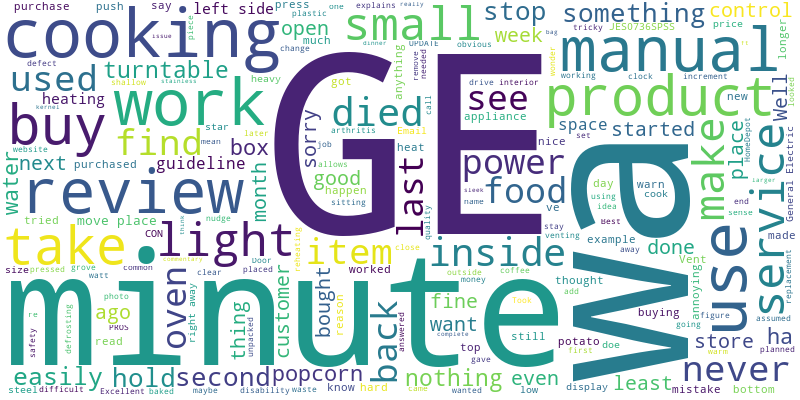 purchase
push
say
left side
press
one
explains
really
stop
something
control
plastic
open
change
much
dinner
UPDATE
obvious
week
tricky
JES0736SP5S
price
longer
cooking
small
manual
used
turntable
issue
anything
remove
needed
bag
working
clock
increment
defect
shallow
stainless
heavy
got
wonder
looked
heating
work
GE
see
product
new
buy
kernel
later
died
call
drive interior
appliance
Well
website
star
find
mean
box
sorry
arthritis
Email
space
started
nice
set
job
heat
power
make
place
HomeDepot
next
purchased
guideline
allows
good
happen
last
food
water
review
month
sitting
name
ve
sleek
day
using
idea
warn
cook
Best
end
sense
General Electric
tried
move place
nudge
quality
stay
venting
CON
think
take
light
item
inside
Wa
use
service
larger
made
size
pressed
grove
common
Door
placed
oven
right away
commentary
clear
worked
close
outside
money
coffee
example
away
done
Vent
annoying
assumed
replacement
watt
minute
reheating
thought
add
buying
going
figure
planned
re
photo
ago
thing
customer
bought
reason
back
fine
look
want
still
complete
potato
doe
store
ha
safety
defrosting
read
PROS
unpacked
answered
top
gave
first
warm
easily
hold
second
popcorn
nothing
even
display
least
never
mistake
bottom
steel
difficult
Excellent
baked
maybe
disability
waste
know
hard
came
wanted
low